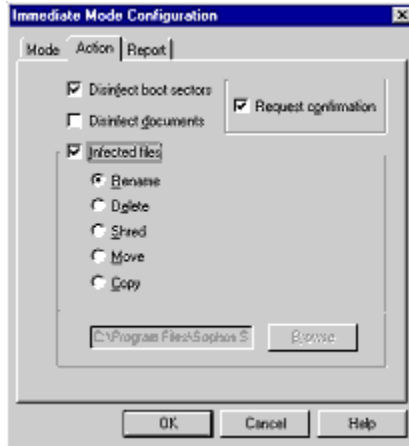 Immediate Mode Configuration
Mode Action Report
Disinfect boot sectors
Request confirmation
Disinfect documents
Infected files
Rename
Delete
Shred
Move
Copy
C:\Program Files\Sophos S
Browse
OK Cancel Help